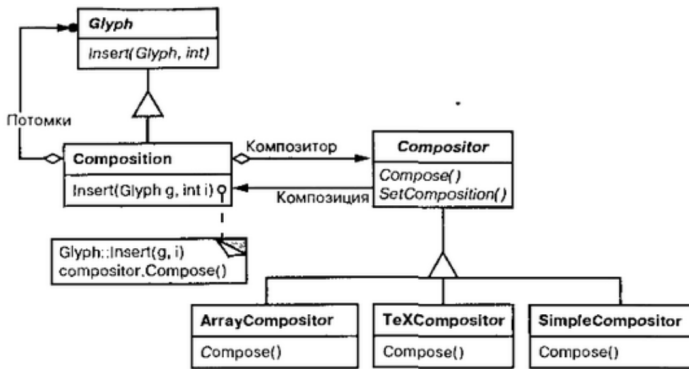 Glyph
Insert(Glyph, int)
Потомки
Composition
Insert(Glyph g, int i)
Композитор
Композиция
Compositor
Compose()
SetComposition()
Glyph::Insert(g, i)
compositor.Compose()
ArrayCompositor
Compose()
TeXCompositor
Compose()
SimpleCompositor
Compose()